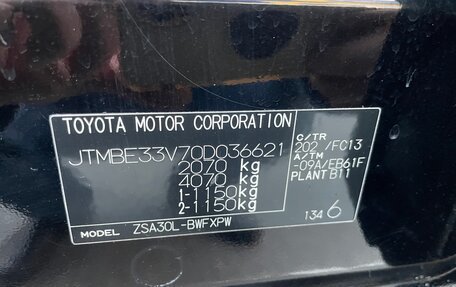 TOYOTA MOTOR CORPORATION
JTMBE33V70D036621
2070 kg
4070 kg
1-1150kg
2-1150kg
MODEL ZSA30L-BWFXPW
C/TR
202 /FC13
A/TM
-09A/EB61F
PLANT B11
134 6